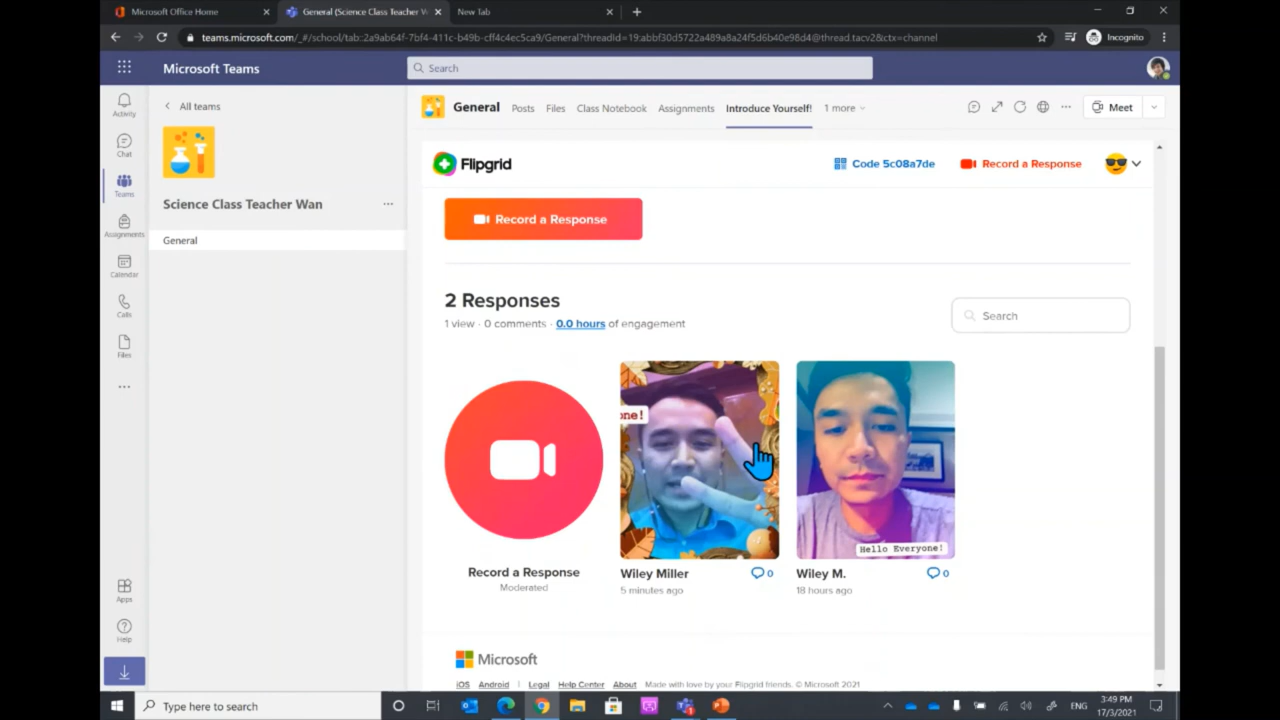 Microsoft Office Home
General (Science Class Teacher W
New Tab
teams.microsoft.com/_#/school/tab:2a9ab64f-7bf4-411c-b49b-cff4c4ec5ca9/General?threadId=19:abbf30d5722a489a8a24f5d6b40e98d4@thread.tacv2&ctx=channel
Incognito
Microsoft Teams
Search
Activity
Chat
Teams
Assignments
Calendar
Calls
Files
Apps
Help
All teams
Science Class Teacher Wan
General
General
Posts
Files
Class Notebook
Assignments
Introduce Yourself!
1 more
Meet
Flipgrid
Code 5c08a7de
Record a Response
Record a Response
2 Responses
1 view · 0 comments · 0.0 hours of engagement
Search
one!
Hello Everyone!
Record a Response
Moderated
Wiley Miller
0
5 minutes ago
Wiley M.
0
18 hours ago
Microsoft
iOS Android | Legal Help Center About Made with love by your Flipgrid friends. © Microsoft 2021
Type here to search
ENG
3:49 PM
17/3/2021